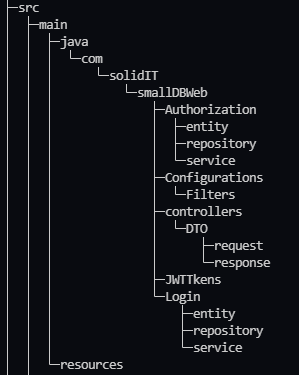 src
main
java
com
solidIT
smallDBWeb
Authorization
entity
repository
service
Configurations
Filters
controllers
DTO
request
response
JWTTkens
Login
entity
repository
service
resources